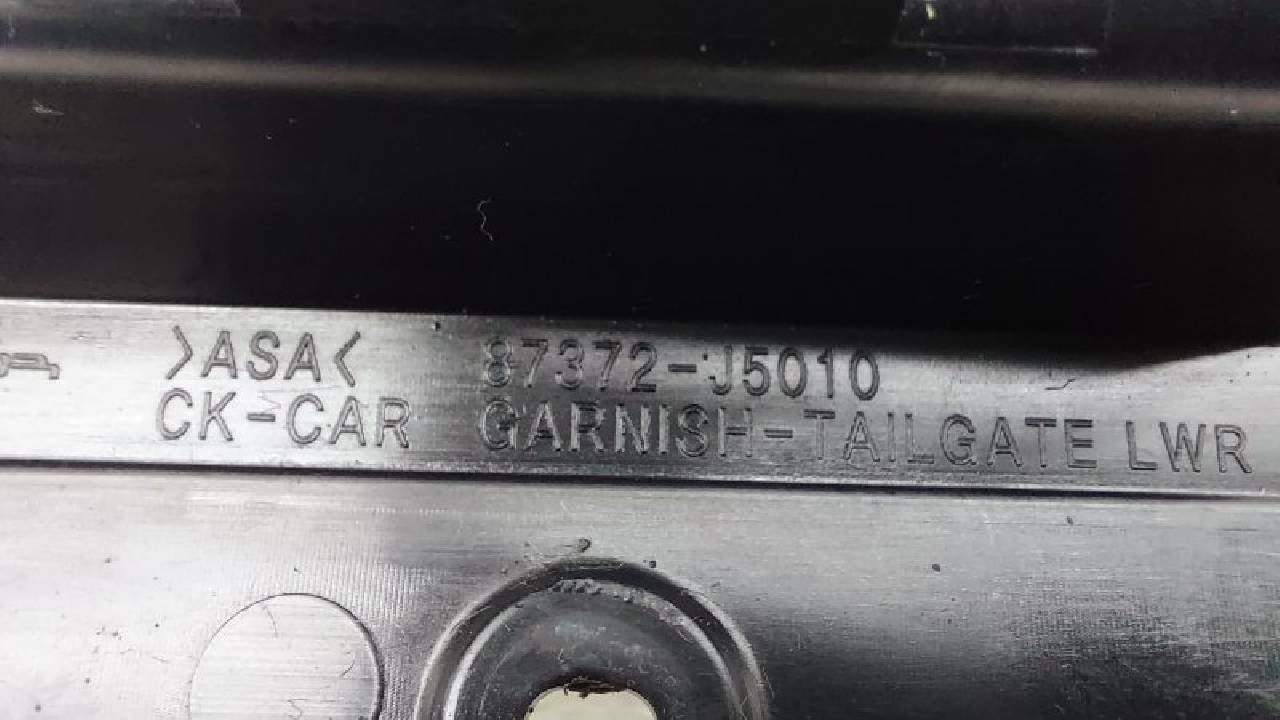 >ASA< 87372-J5010
CK-CAR GARNISH-TAILGATE LWR